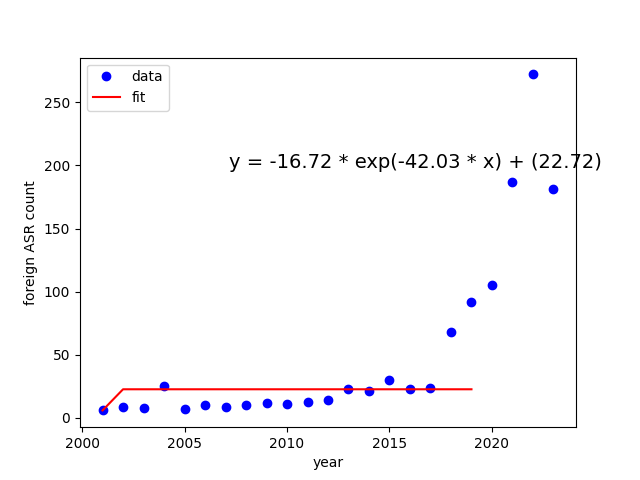 data
fit
y = -16.72 * exp(-42.03 * x) + (22.72)
foreign ASR count
250
200
150
100
50
0
2000 2005 2010 2015 2020
year